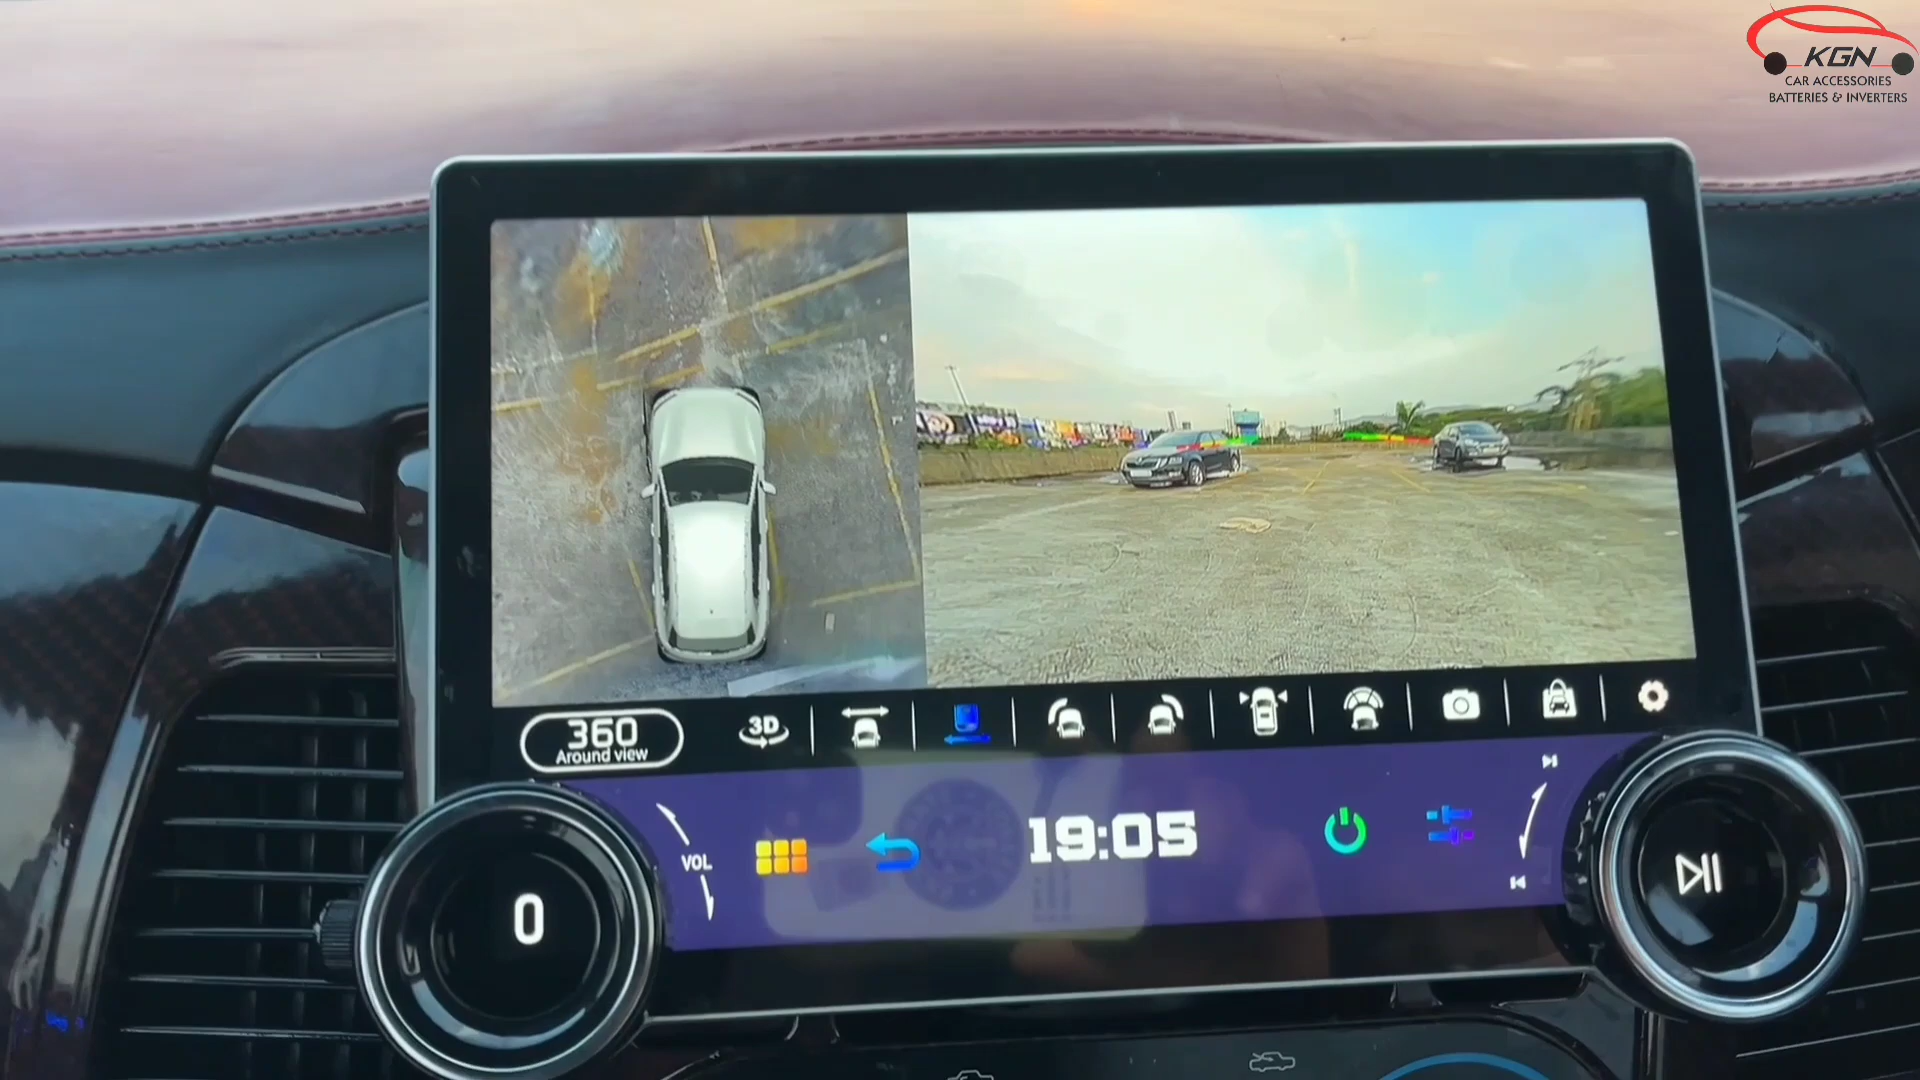 KGN
CAR ACCESSORIES
BATTERIES & INVERTERS
360
Around view
3D
VOL
19:05
0